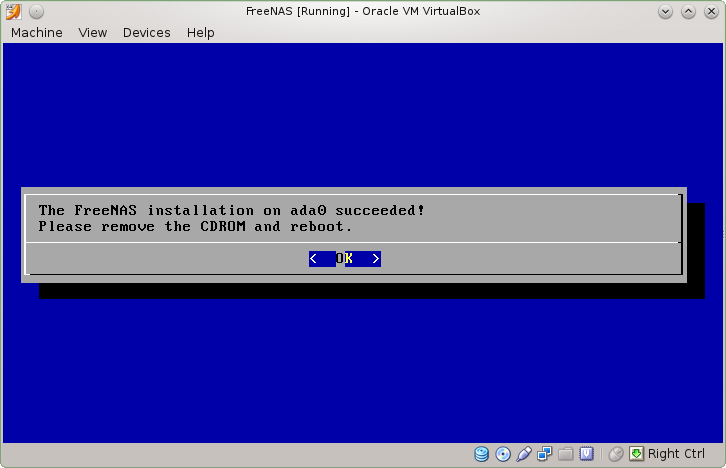 FreeNAS [Running] - Oracle VM VirtualBox
Machine View Devices Help
The FreeNAS installation on ada0 succeeded!
Please remove the CDROM and reboot.
< OK >
Right Ctrl